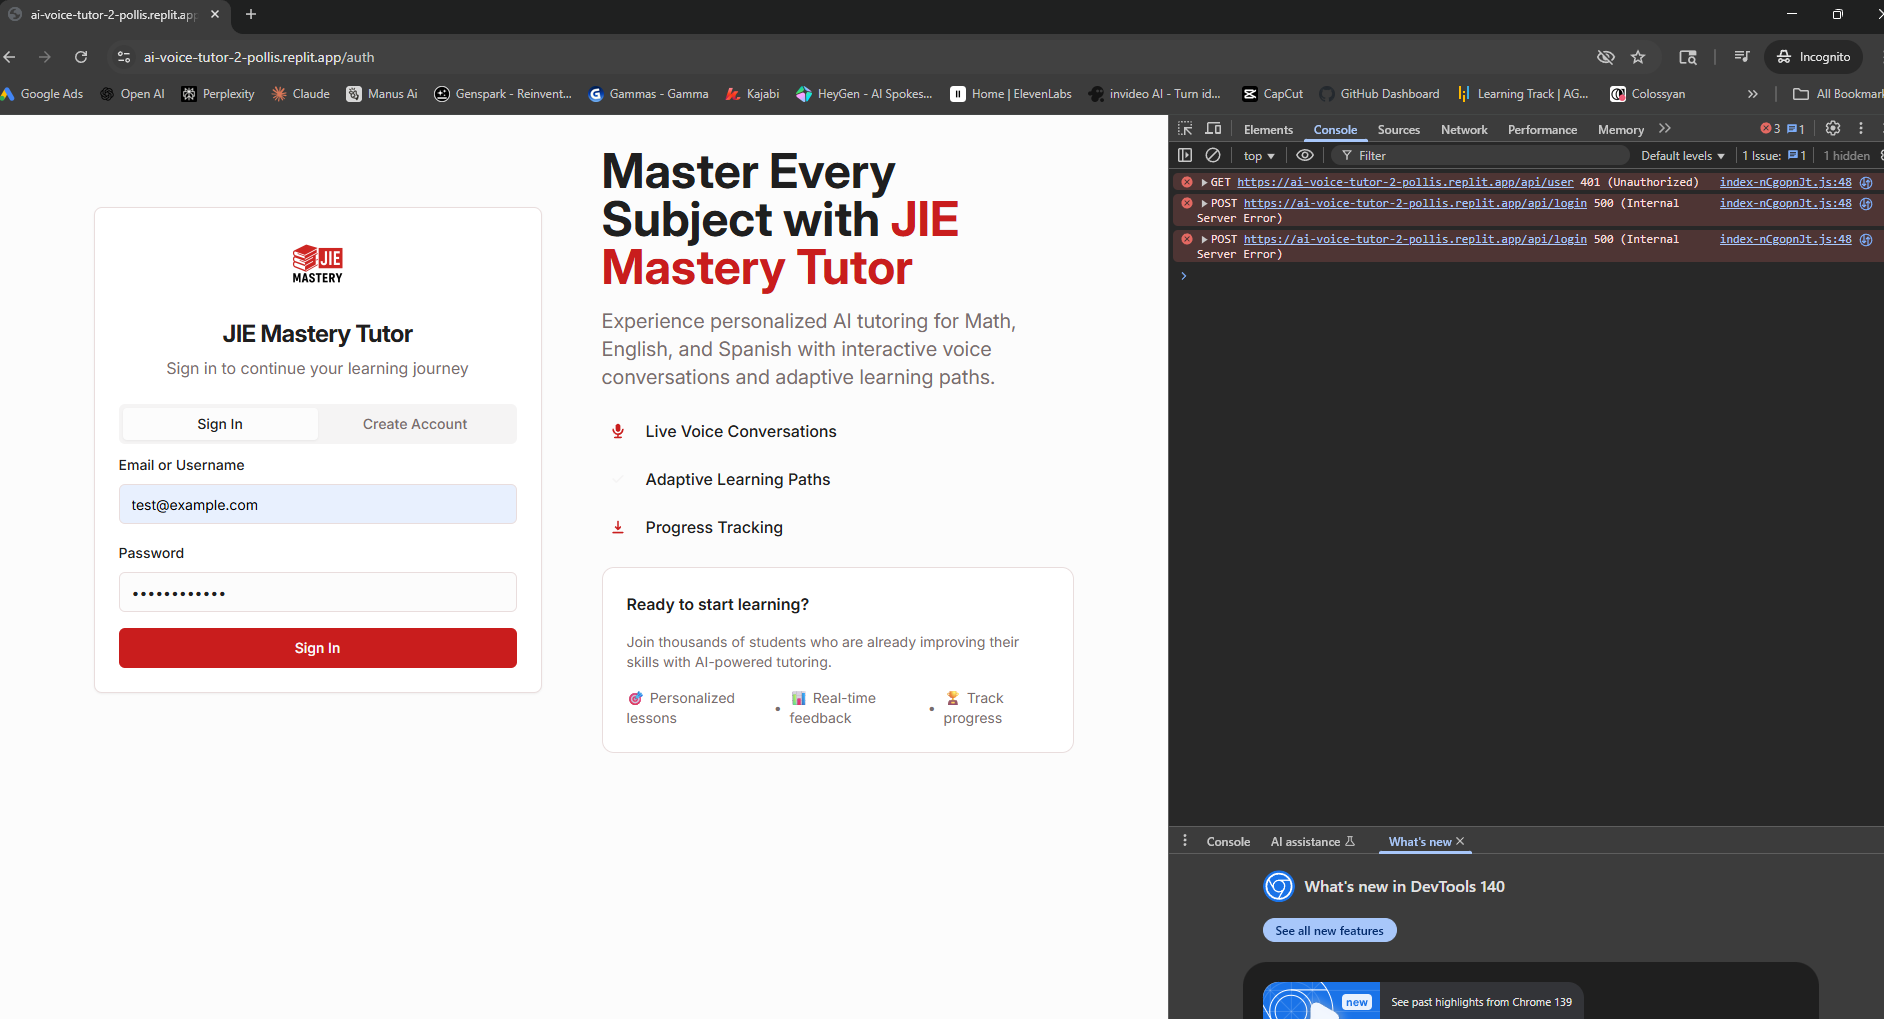 ai-voice-tutor-2-pollis.replit.app
ai-voice-tutor-2-pollis.replit.app/auth
Incognito
Google Ads
Open AI
Perplexity
Claude
Manus Ai
Genspark - Reinvent...
Gammas - Gamma
Kajabi
HeyGen - AI Spokes...
Home | ElevenLabs
invideo AI - Turn id...
CapCut
GitHub Dashboard
Learning Track | AG...
Colossyan
All Bookmark
JIE
MASTERY
JIE Mastery Tutor
Sign in to continue your learning journey
Sign In
Create Account
Email or Username
test@example.com
Password
••••••••••••
Sign In
Master Every
Subject with JIE
Mastery Tutor
Experience personalized AI tutoring for Math,
English, and Spanish with interactive voice
conversations and adaptive learning paths.
Live Voice Conversations
Adaptive Learning Paths
Progress Tracking
Ready to start learning?
Join thousands of students who are already improving their
skills with AI-powered tutoring.
🎯 Personalized lessons
• 📊 Real-time feedback
• 🏆 Track progress
Elements Console Sources Network Performance Memory
3 1
top
Filter
Default levels
1 Issue: 1
1 hidden
GET https://ai-voice-tutor-2-pollis.replit.app/api/user 401 (Unauthorized) index-nCgopnJt.js:48
POST https://ai-voice-tutor-2-pollis.replit.app/api/login 500 (Internal index-nCgopnJt.js:48
Server Error)
POST https://ai-voice-tutor-2-pollis.replit.app/api/login 500 (Internal index-nCgopnJt.js:48
Server Error)
Console AI assistance What's new
What's new in DevTools 140
See all new features
new
See past highlights from Chrome 139